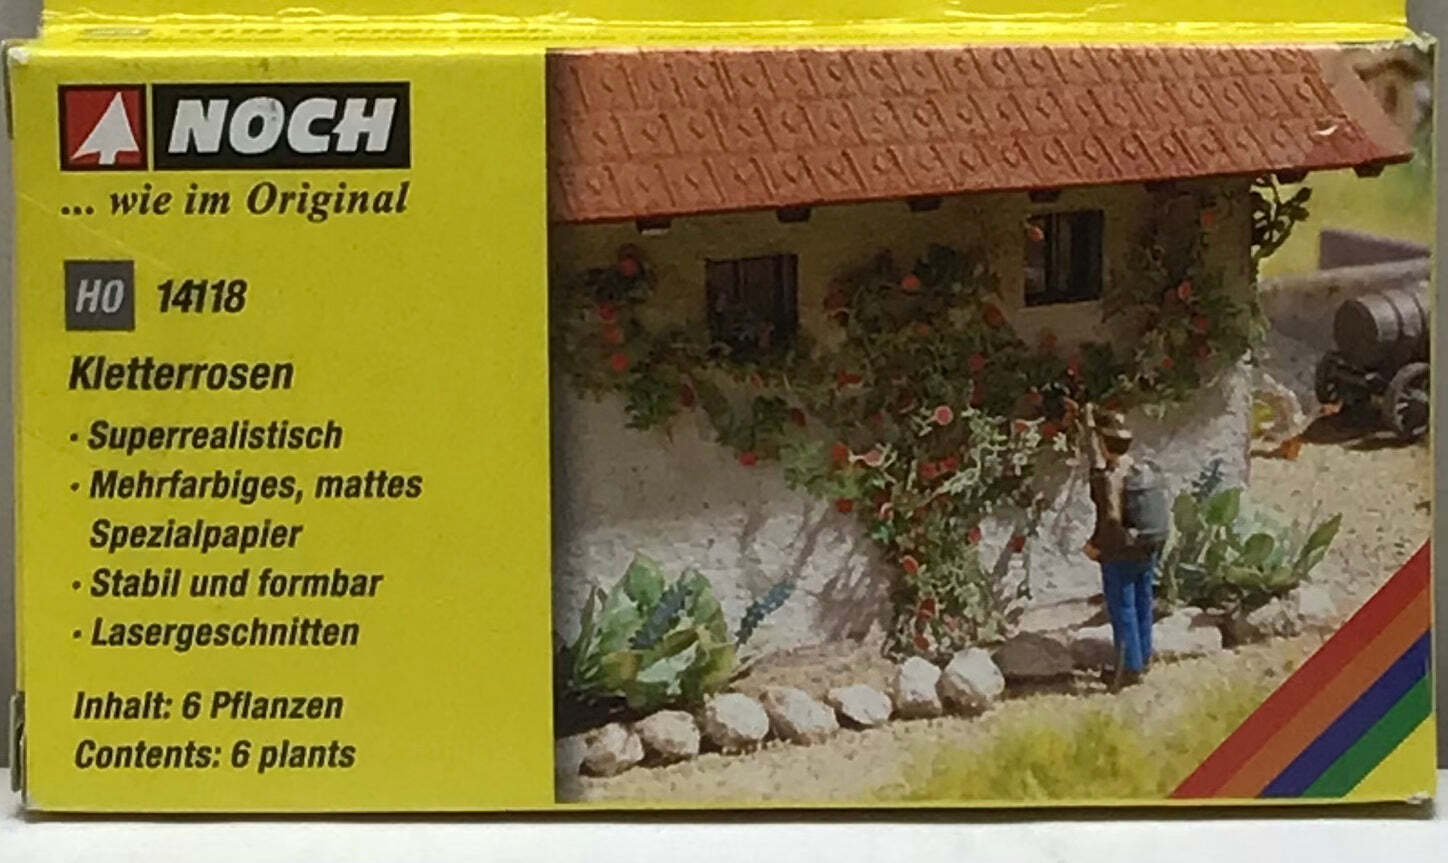 NOCH
... wie im Original
H0 14118
Kletterrosen
· Superrealistisch
· Mehrfarbiges, mattes
Spezialpapier
· Stabil und formbar
· Lasergeschnitten
Inhalt: 6 Pflanzen
Contents: 6 plants